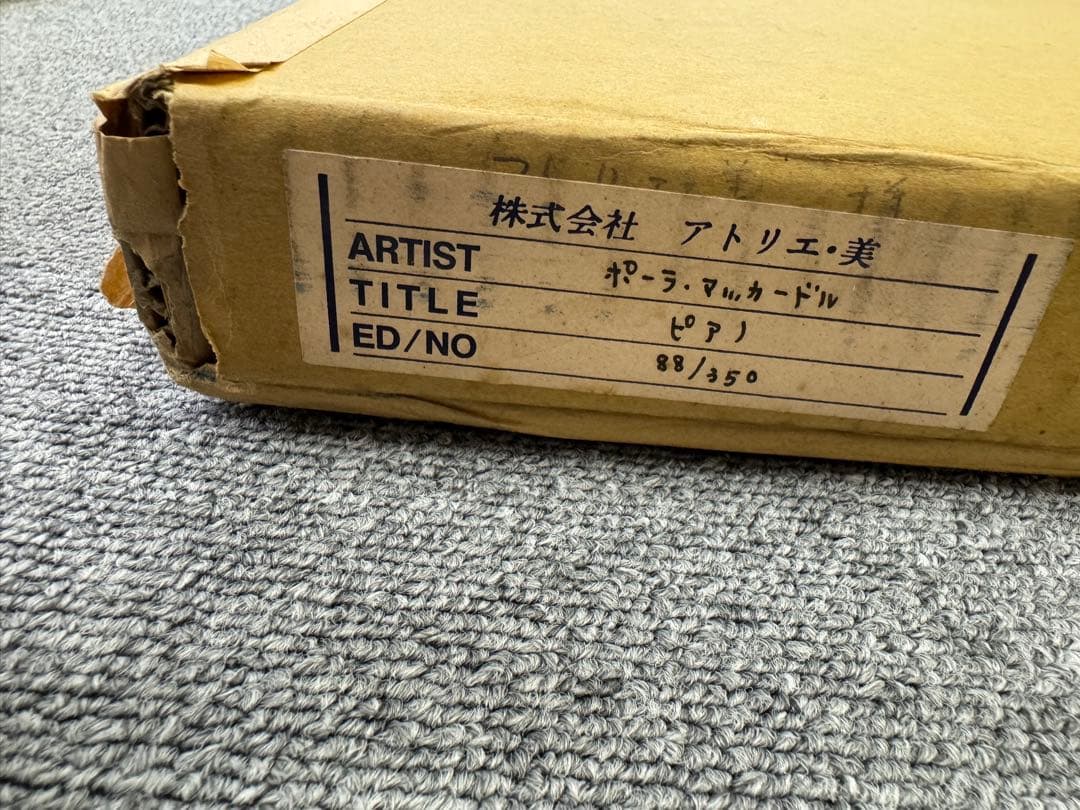 株式会社 アトリエ・美
ARTIST ポーラ・マッカードル
TITLE ピアノ
ED/NO 88/350